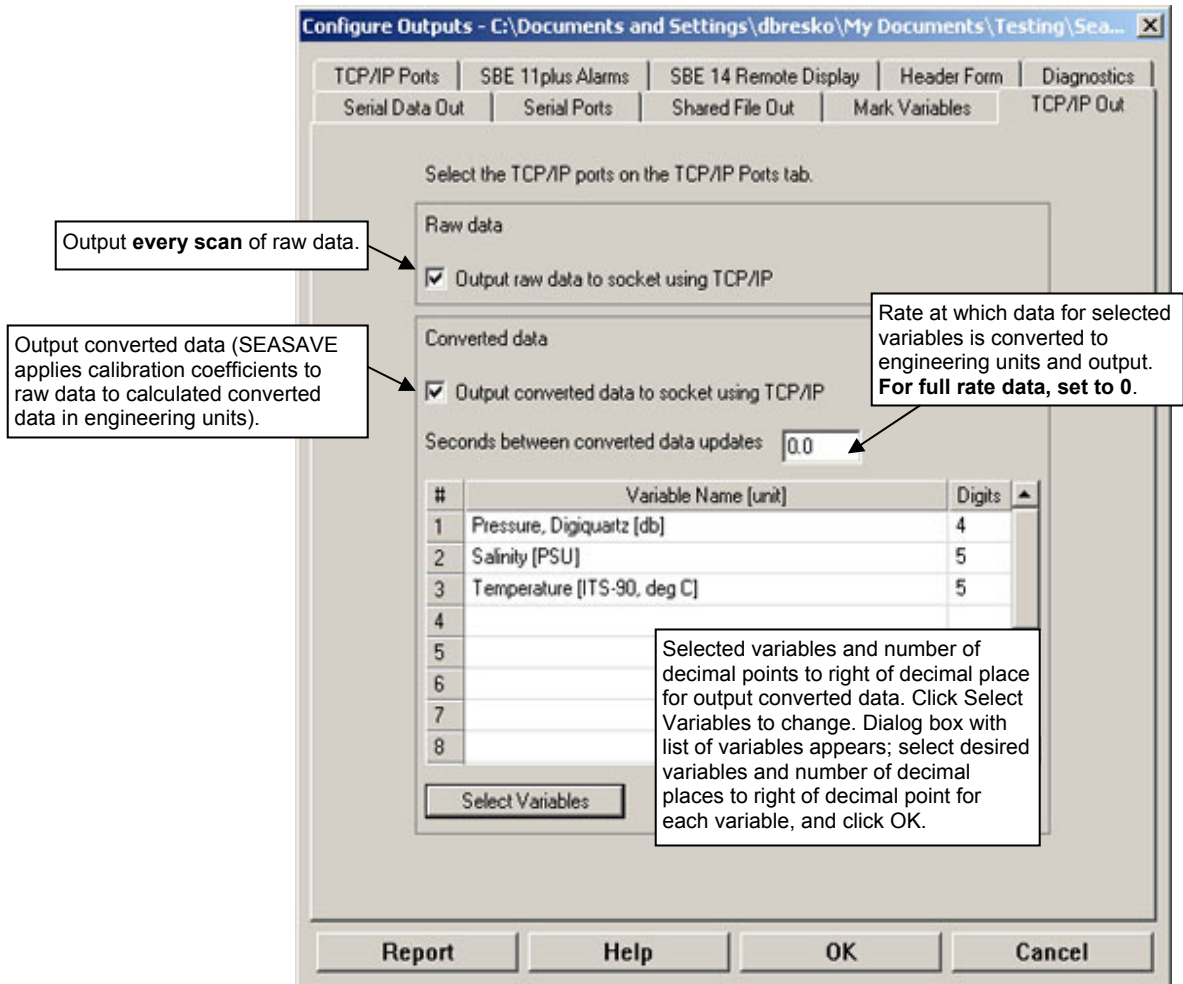 Configure Outputs - C:\Documents and Settings\dbresko\My Documents\Testing\Sea...
TCP/IP Ports
SBE 11plus Alarms
SBE 14 Remote Display
Header Form
Diagnostics
Serial Data Out
Serial Ports
Shared File Out
Mark Variables
TCP/IP Out
Select the TCP/IP ports on the TCP/IP Ports tab.
Raw data
Output every scan of raw data.
Output raw data to socket using TCP/IP
Rate at which data for selected
variables is converted to
engineering units and output.
For full rate data, set to 0.
Output converted data (SEASAVE
applies calibration coefficients to
raw data to calculated converted
data in engineering units).
Converted data
Output converted data to socket using TCP/IP
Seconds between converted data updates 0.0
# Variable Name [unit] Digits
1 Pressure, Digiquartz [db] 4
2 Salinity [PSU] 5
3 Temperature [ITS-90, deg C] 5
4
5
6
7
8
Selected variables and number of
decimal points to right of decimal place
for output converted data. Click Select
Variables to change. Dialog box with
list of variables appears; select desired
variables and number of decimal
places to right of decimal point for
each variable, and click OK.
Select Variables
Report
Help
OK
Cancel